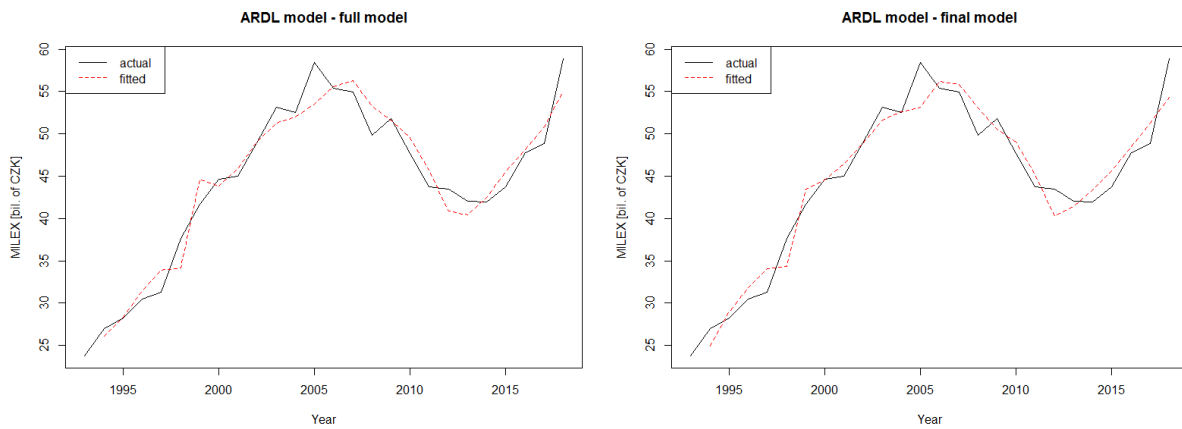 ARDL model - full model
actual
fitted
MILEX [bil. of CZK]
60
55
50
45
40
35
30
25
1995 2000 2005 2010 2015
Year
ARDL model - final model
actual
fitted
MILEX [bil. of CZK]
60
55
50
45
40
35
30
25
1995 2000 2005 2010 2015
Year